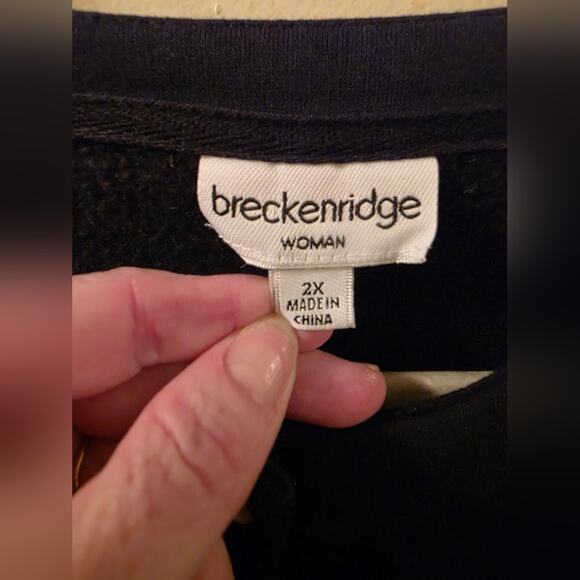 breckenridge
WOMAN
2X
MADE IN
CHINA